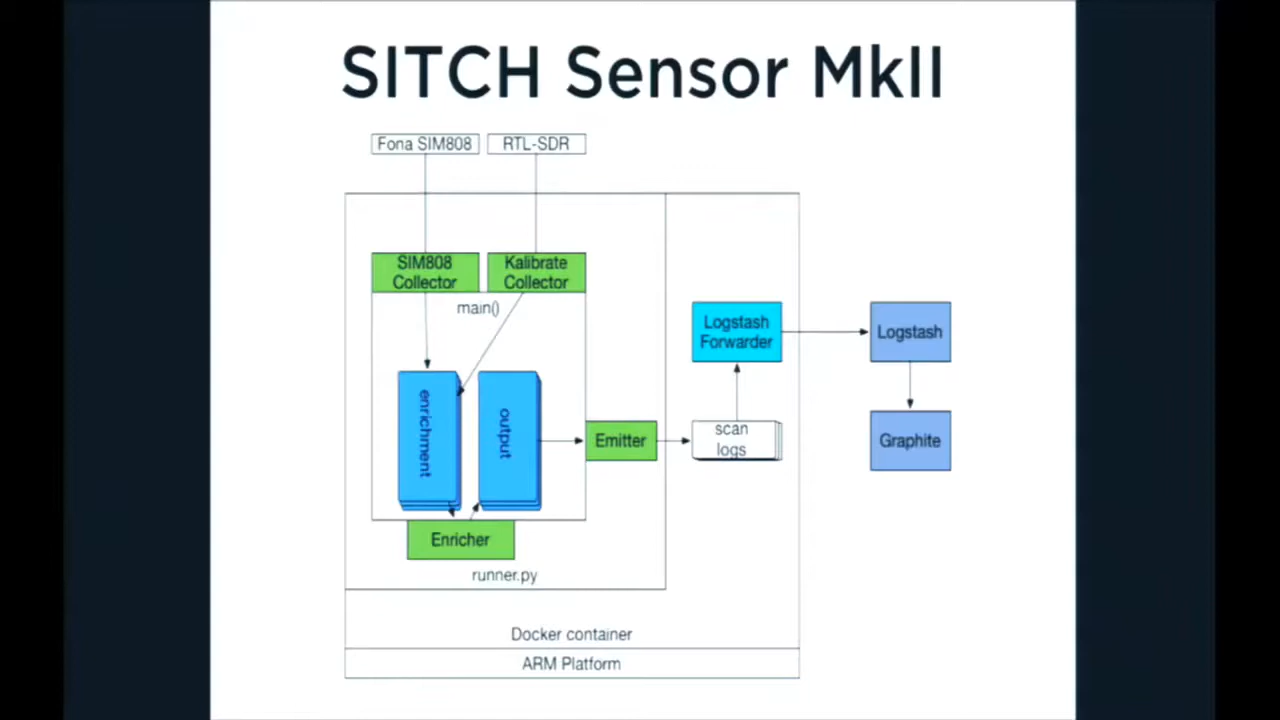 SITCH Sensor MkII
Fona SIM808
RTL-SDR
SIM808
Collector
Kalibrate
Collector
main()
enrichment
output
Emitter
Enricher
runner.py
Logstash
Forwarder
scan
logs
Logstash
Graphite
Docker container
ARM Platform